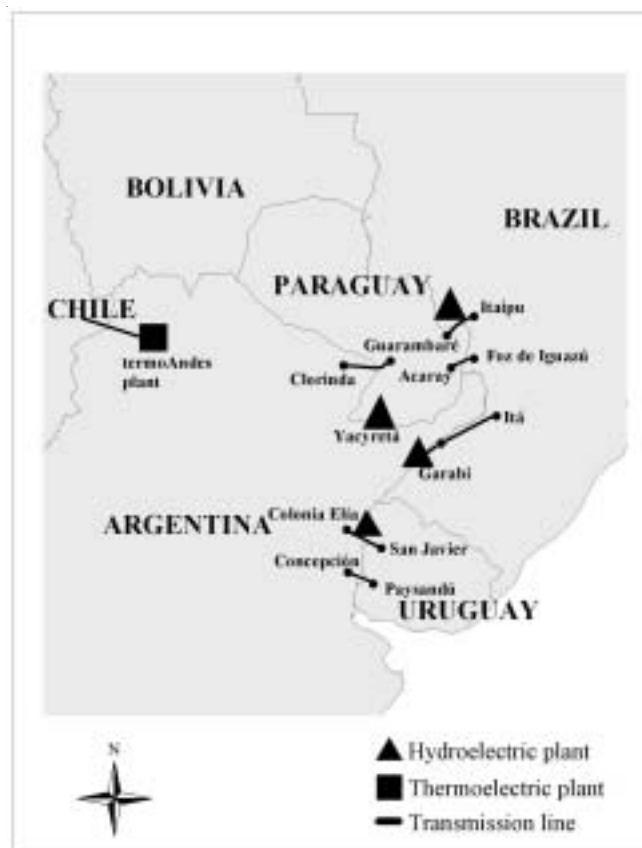 BOLIVIA
BRAZIL
PARAGUAY
CHILE
Itaipu
termoAndes
plant
Guarambaré
Foz de Iguazú
Clorinda
Acaray
Yacyretá
Itá
Garabi
ARGENTINA
Colonia Elía
San Javier
Concepción
Paysandú
URUGUAY
N
Hydroelectric plant
Thermoelectric plant
Transmission line